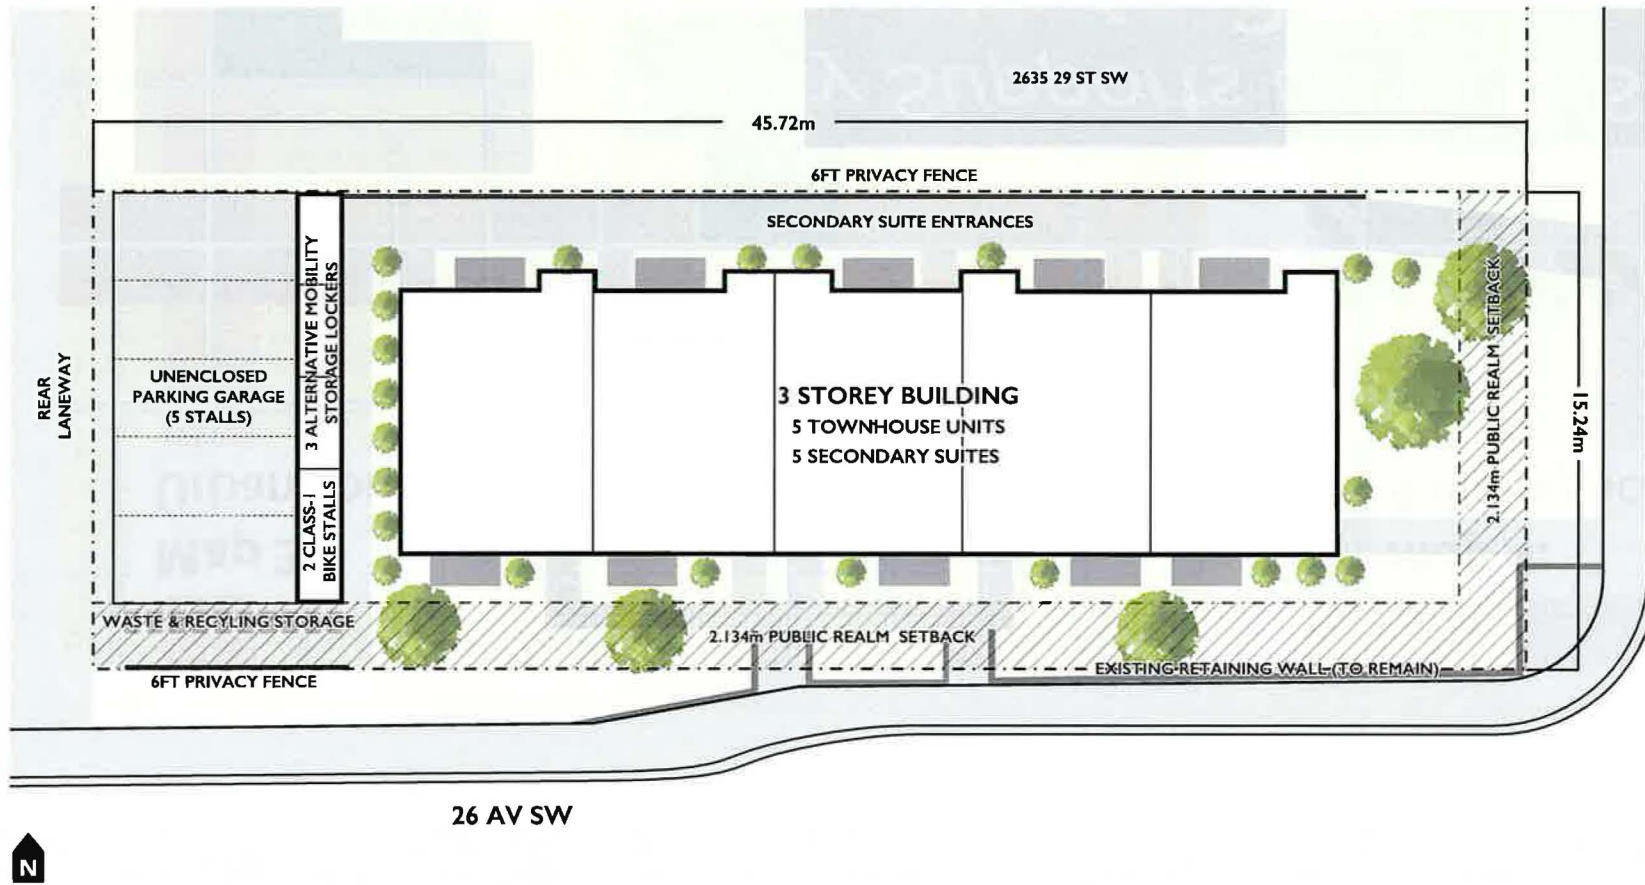 2635 29 ST SW
45.72m
6FT PRIVACY FENCE
SECONDARY SUITE ENTRANCES
REAR
LANEWAY
UNENCLOSED
PARKING GARAGE
(5 STALLS)
3 ALTERNATIVE MOBILITY
STORAGE LOCKERS
2 CLASS-1
BIKE STALLS
3 STOREY BUILDING
5 TOWNHOUSE UNITS
5 SECONDARY SUITES
2.134m PUBLIC REALM SETBACK
15.24m
WASTE & RECYLING STORAGE
2.134m PUBLIC REALM SETBACK
EXISTING RETAINING WALL (TO REMAIN)
6FT PRIVACY FENCE
26 AV SW
N